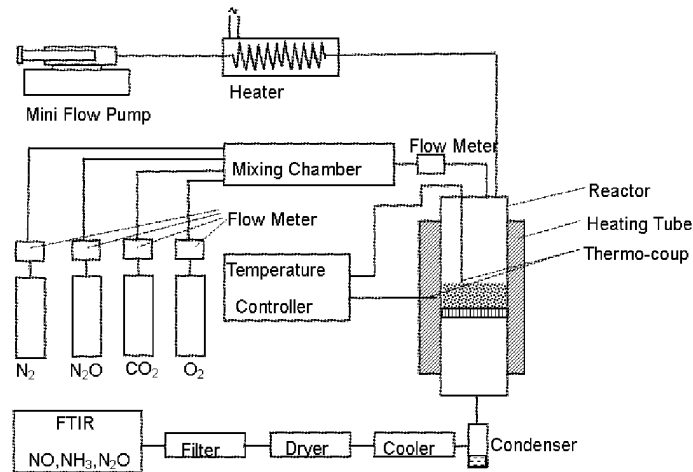 Mini Flow Pump
Heater
Flow Meter
Mixing Chamber
Reactor
Flow Meter
Heating Tube
Thermo-coup
Temperature
Controller
N₂
N₂O
CO₂
O₂
FTIR
NO,NH₃,N₂O
Filter
Dryer
Cooler
Condenser